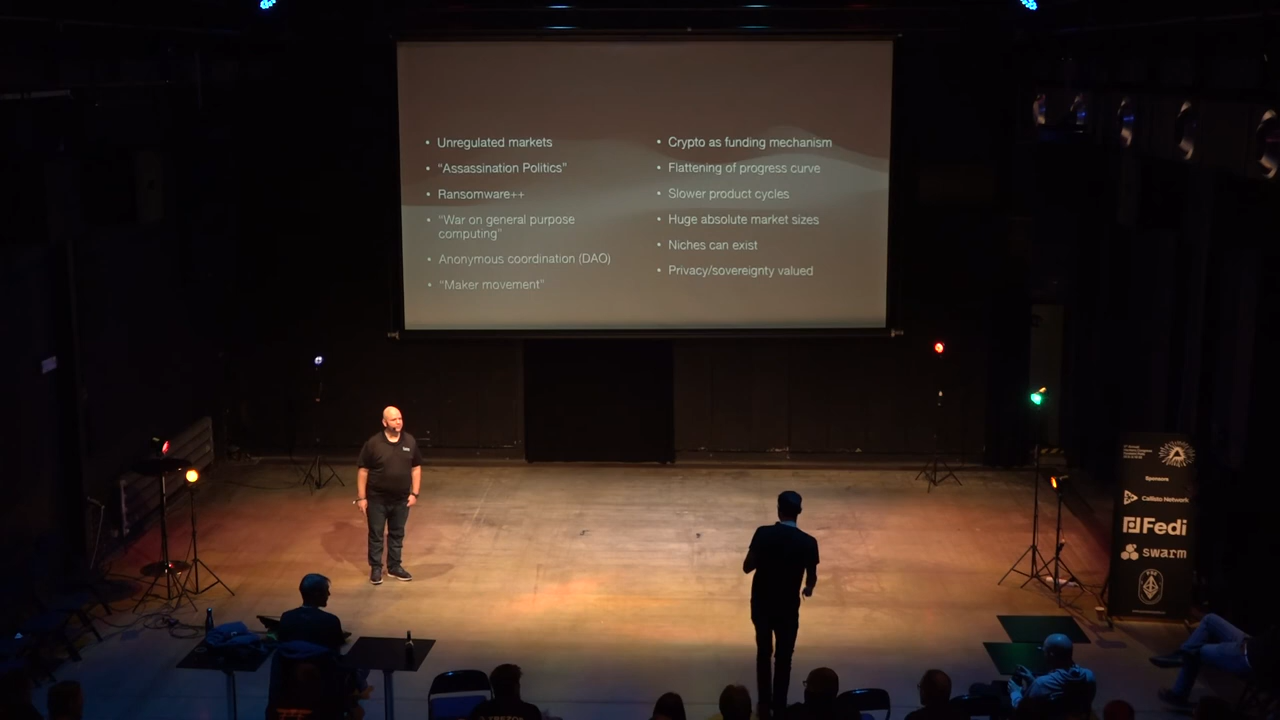 • Unregulated markets
• "Assassination Politics"
• Ransomware++
• "War on general purpose
computing"
• Anonymous coordination (DAO)
• "Maker movement"
• Crypto as funding mechanism
• Flattening of progress curve
• Slower product cycles
• Huge absolute market sizes
• Niches can exist
• Privacy/sovereignty valued
Sponsors
Callisto Network
Fedi
swarm